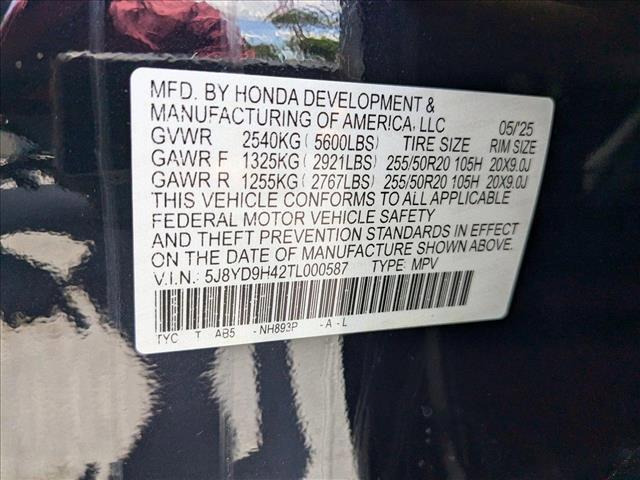 MFD. BY HONDA DEVELOPMENT &
MANUFACTURING OF AMERICA, LLC 05/'25
GVWR 2540KG (5600LBS) TIRE SIZE RIM SIZE
GAWR F 1325KG (2921LBS) 255/50R20 105H 20X9.0J
GAWR R 1255KG (2767LBS) 255/50R20 105H 20X9.0J
THIS VEHICLE CONFORMS TO ALL APPLICABLE
FEDERAL MOTOR VEHICLE SAFETY
AND THEFT PREVENTION STANDARDS IN EFFECT
ON THE DATE OF MANUFACTURE SHOWN ABOVE.
V.I.N.: 5J8YD9H42TL000587 TYPE: MPV
TYC T AB5 - NH893P - A - L